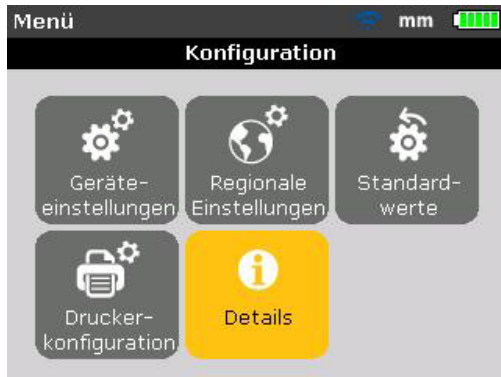 Menü mm
Konfiguration
Geräte-
einstellungen
Regionale
Einstellungen
Standard-
werte
Drucker-
konfiguration
Details